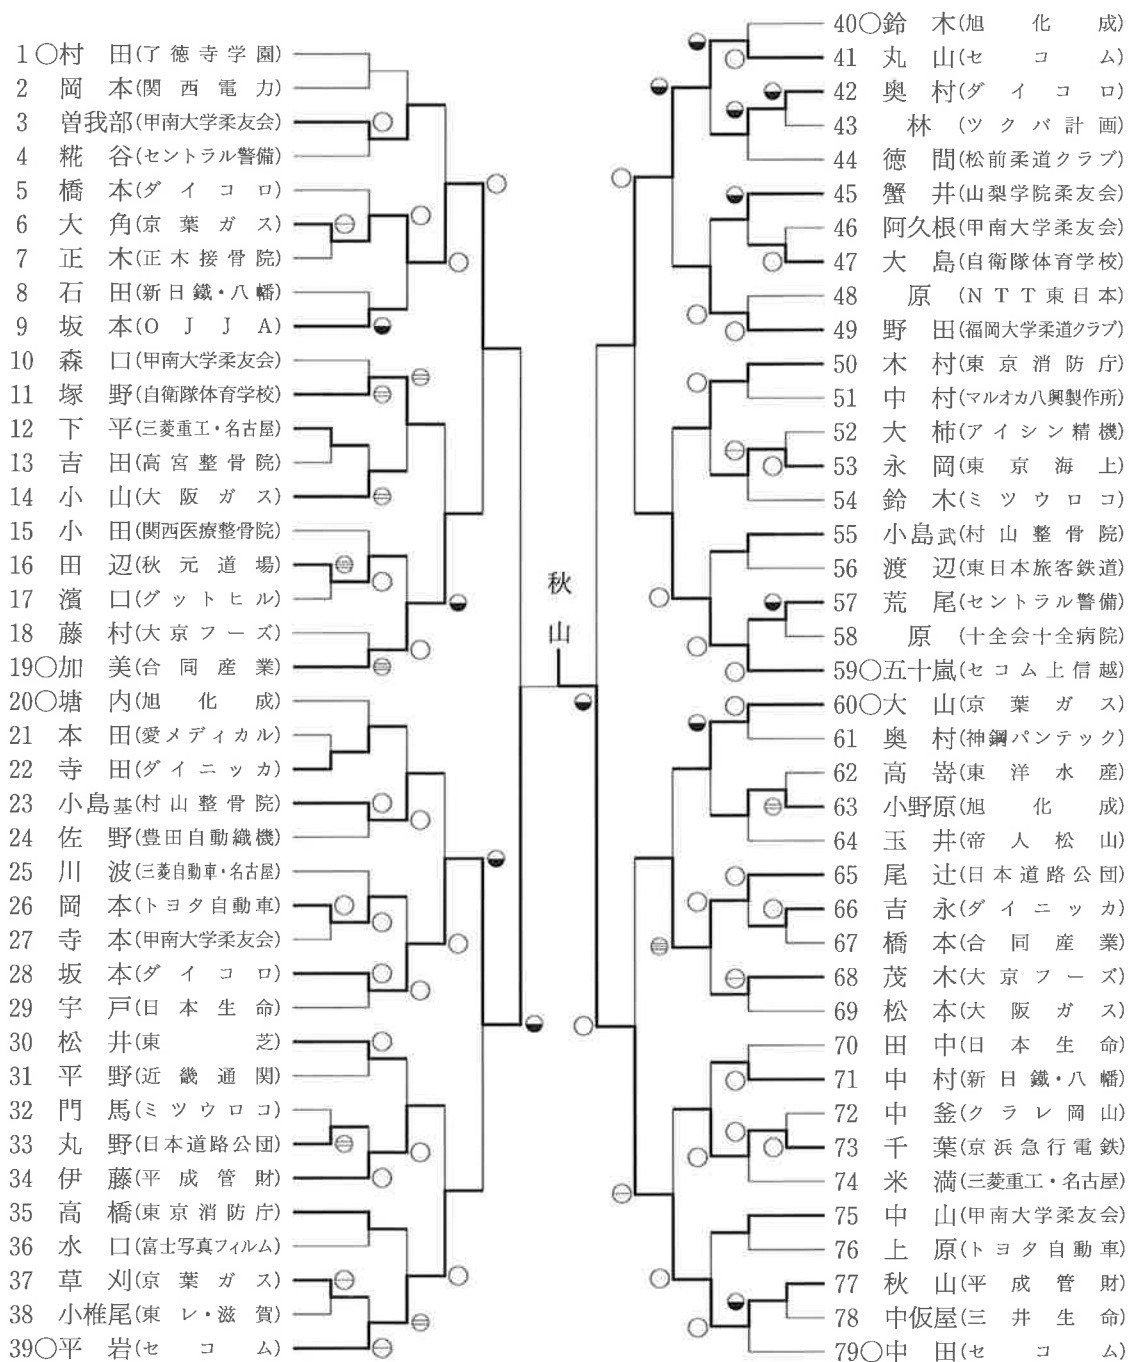 1○村田(了徳寺学園)
2 岡本(関西電力)
3 曽我部(甲南大学柔友会)
4 糀谷(セントラル警備)
5 橋本(ダイコロ)
6 大角(京葉ガス)
7 正木(正木接骨院)
8 石田(新日鐵・八幡)
9 坂本(OJJA)
10 森口(甲南大学柔友会)
11 塚野(自衛隊体育学校)
12 下平(三菱重工・名古屋)
13 吉田(高宮整骨院)
14 小山(大阪ガス)
15 小田(関西医療整骨院)
16 田辺(秋元道場)
17 濱口(グットヒル)
18 藤村(大京フーズ)
19○加美(合同産業)
20○塘内(旭化成)
21 本田(愛メディカル)
22 寺田(ダイニッカ)
23 小島基(村山整骨院)
24 佐野(豊田自動織機)
25 川波(三菱自動車・名古屋)
26 岡本(トヨタ自動車)
27 寺本(甲南大学柔友会)
28 坂本(ダイコロ)
29 宇戸(日本生命)
30 松井(東芝)
31 平野(近畿通関)
32 門馬(ミツウロコ)
33 丸野(日本道路公団)
34 伊藤(平成管財)
35 高橋(東京消防庁)
36 水口(富士写真フィルム)
37 草刈(京葉ガス)
38 小椎尾(東レ・滋賀)
39○平岩(セコム)
秋山
40○鈴木(旭化成)
41 丸山(セコム)
42 奥村(ダイコロ)
43 林(ツクバ計画)
44 徳間(松前柔道クラブ)
45 蟹井(山梨学院柔友会)
46 阿久根(甲南大学柔友会)
47 大島(自衛隊体育学校)
48 原(NTT東日本)
49 野田(福岡大学柔道クラブ)
50 木村(東京消防庁)
51 中村(マルオカ八興製作所)
52 大柿(アイシン精機)
53 永岡(東京海上)
54 鈴木(ミツウロコ)
55 小島武(村山整骨院)
56 渡辺(東日本旅客鉄道)
57 荒尾(セントラル警備)
58 原(十全会十全病院)
59○五十嵐(セコム上信越)
60○大山(京葉ガス)
61 奥村(神鋼パンテック)
62 高嵜(東洋水産)
63 小野原(旭化成)
64 玉井(帝人松山)
65 尾辻(日本道路公団)
66 吉永(ダイニッカ)
67 橋本(合同産業)
68 茂木(大京フーズ)
69 松本(大阪ガス)
70 田中(日本生命)
71 中村(新日鐵・八幡)
72 中釜(クラレ岡山)
73 千葉(京浜急行電鉄)
74 米満(三菱重工・名古屋)
75 中山(甲南大学柔友会)
76 上原(トヨタ自動車)
77 秋山(平成管財)
78 中仮屋(三井生命)
79○中田(セコム)